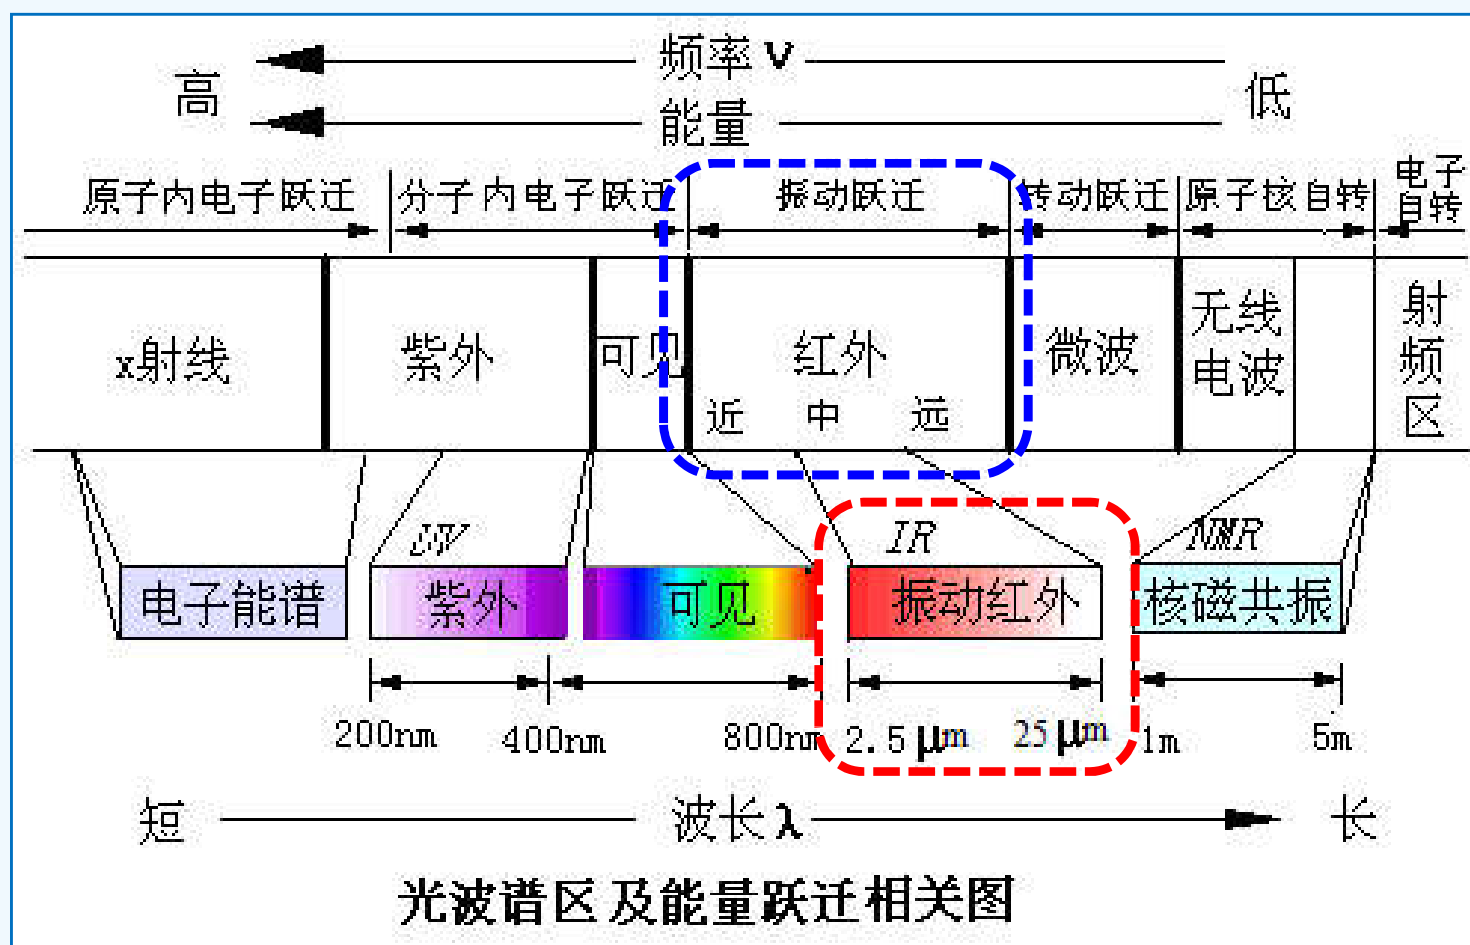 频率 ν
高
低
能量
原子内电子跃迁
分子内电子跃迁
振动跃迁
转动跃迁
原子核自转
电子
自转
x射线
紫外
可见
红外
近 中 远
微波
无线
电波
射
频
区
UV
IR
NMR
电子能谱
紫外
可见
振动红外
核磁共振
200nm
400nm
800nm
2.5 μm
25 μm
1m
5m
短
波长 λ
长
光波谱区及能量跃迁相关图